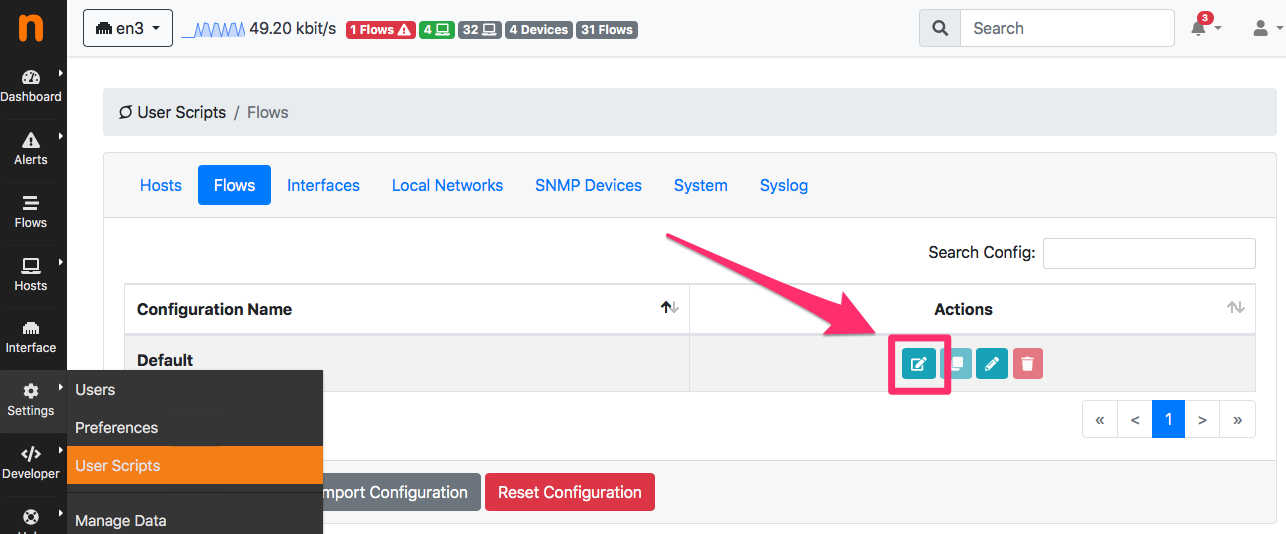 n
en3
49.20 kbit/s
1 Flows
4
32
4 Devices
31 Flows
Search
3
Dashboard
Alerts
Flows
Hosts
Interface
Settings
Developer
User Scripts / Flows
Hosts
Flows
Interfaces
Local Networks
SNMP Devices
System
Syslog
Search Config:
Configuration Name
Actions
Default
«
<
1
>
»
Users
Preferences
User Scripts
Manage Data
mport Configuration
Reset Configuration